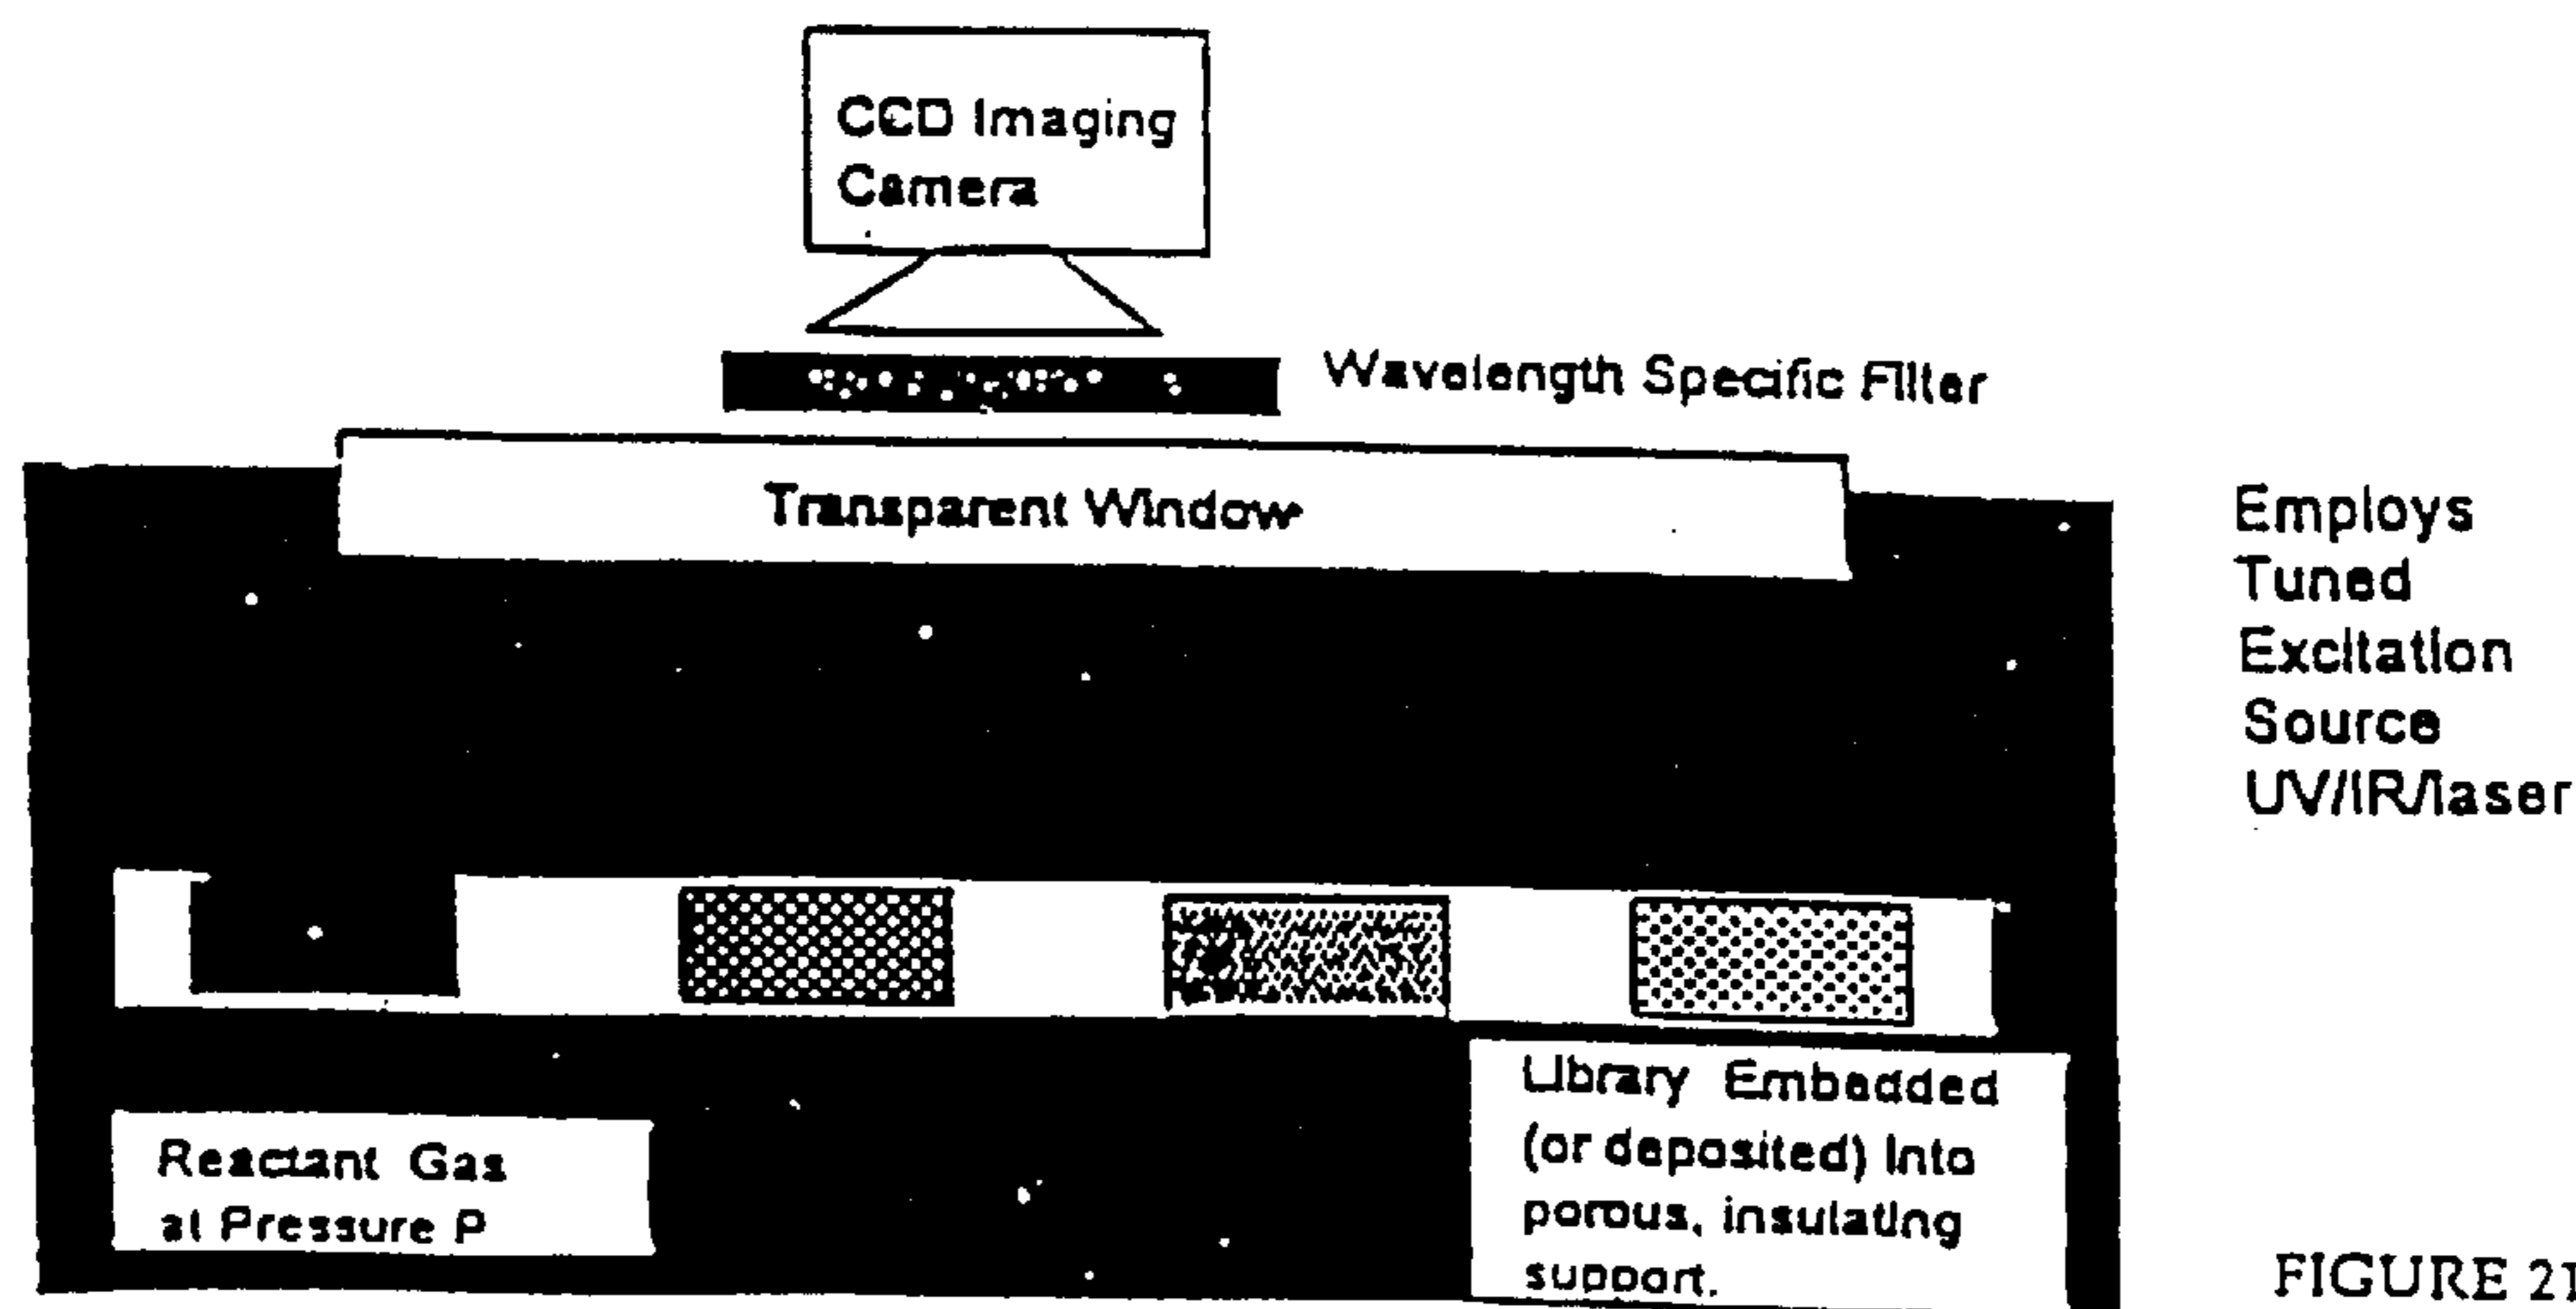 CCD Imaging
Camera
Wavelength Specific Filter
Transparent Window
Employs
Tuned
Excitation
Source
UV/IR/laser
Reactant Gas
at Pressure P
Library Embedded
(or deposited) Into
porous, insulating
support.
FIGURE 21